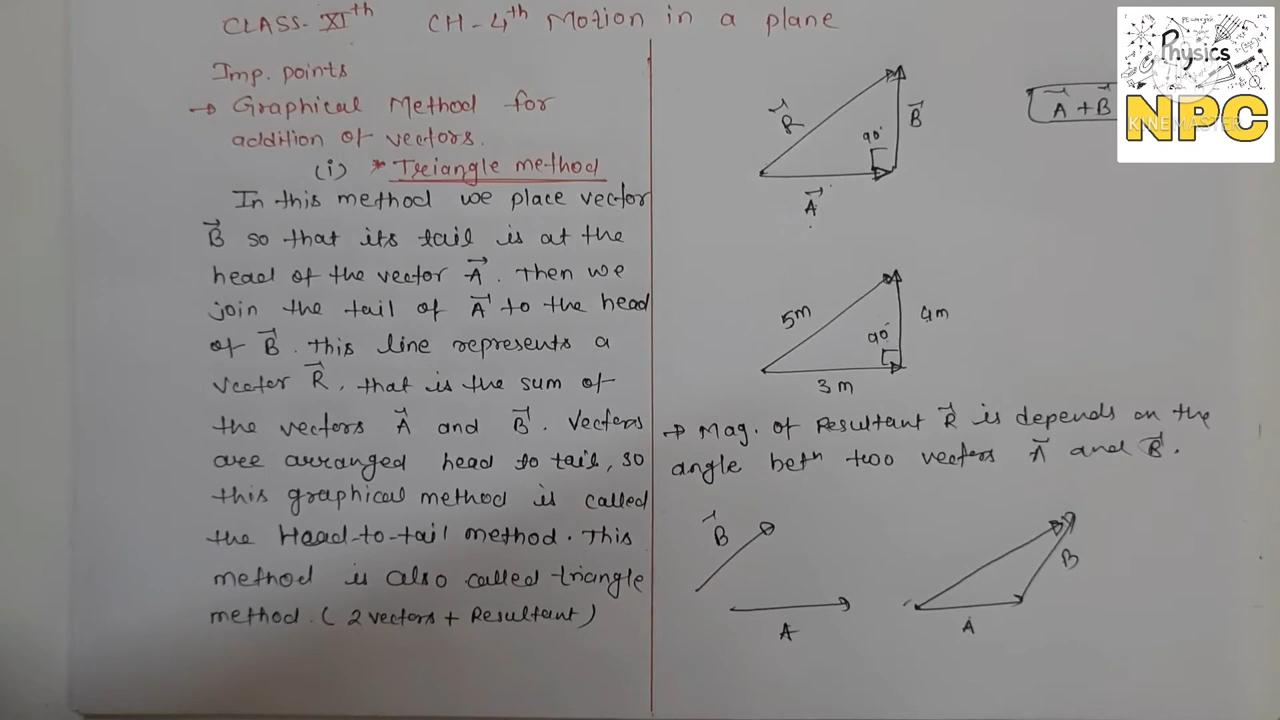 CLASS-XIth CH-4th Motion in a plane
Imp. points
→ Graphical Method for
addition of vectors.
(i) * Triangle method
In this method we place vector
B⃗ so that its tail is at the
head of the vector A⃗. Then we
join the tail of A⃗ to the head
of B⃗. This line represents a
vector R⃗, that is the sum of
the vectors A⃗ and B⃗. Vectors
are arranged head to tail, so
this graphical method is called
the Head-to-tail method. This
method is also called triangle
method. (2 vectors + Resultant)
R⃗
90°
B⃗
A⃗
A⃗ + B⃗
5m
90°
4m
3 m
→ Mag. of Resultant R⃗ is depends on the
angle betn two vectors A⃗ and B⃗.
B⃗
A
B
A
Physics
NPC
KINEMASTER